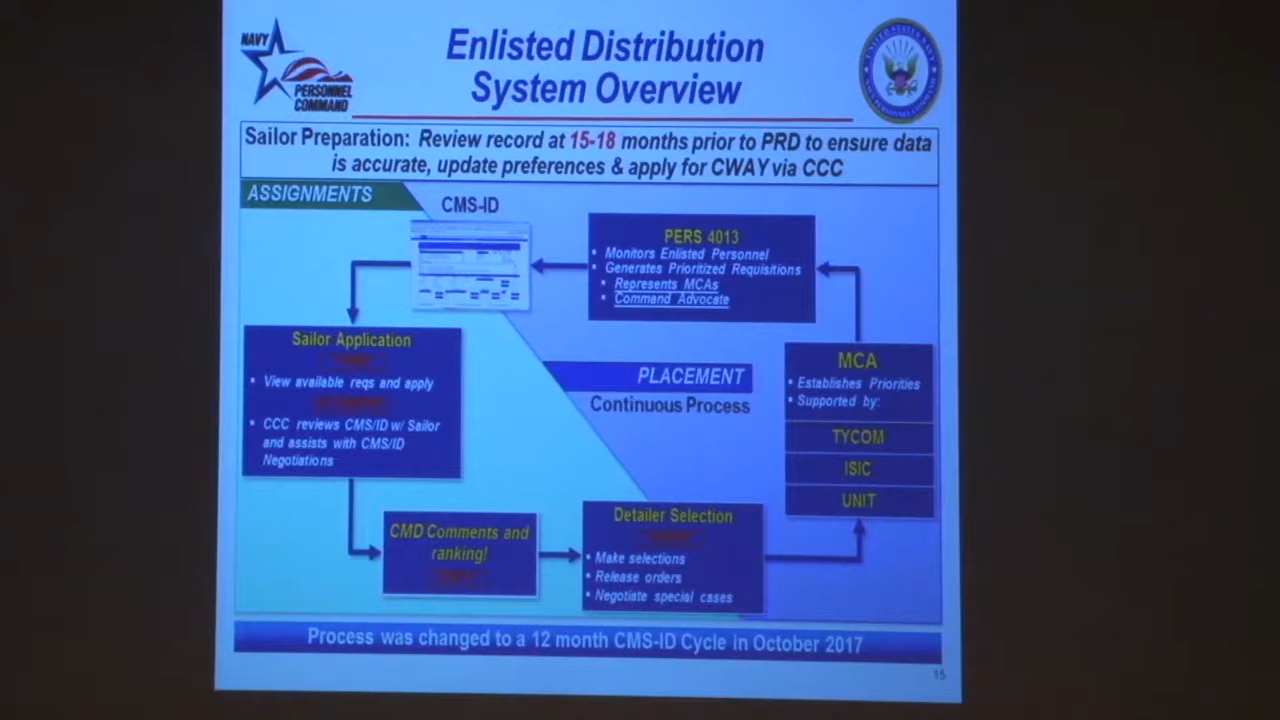 NAVY
PERSONNEL
COMMAND
Enlisted Distribution
System Overview
Sailor Preparation: Review record at 15-18 months prior to PRD to ensure data
is accurate, update preferences & apply for CWAY via CCC
ASSIGNMENTS
CMS-ID
PERS 4013
• Monitors Enlisted Personnel
• Generates Prioritized Requisitions
• Represents MCAs
• Command Advocate
Sailor Application
• View available reqs and apply
• CCC reviews CMS/ID w/ Sailor
and assists with CMS/ID
Negotiations
PLACEMENT
Continuous Process
MCA
• Establishes Priorities
• Supported by:
TYCOM
ISIC
UNIT
CMD Comments and
ranking!
Detailer Selection
• Make selections
• Release orders
• Negotiate special cases
Process was changed to a 12 month CMS-ID Cycle in October 2017
15